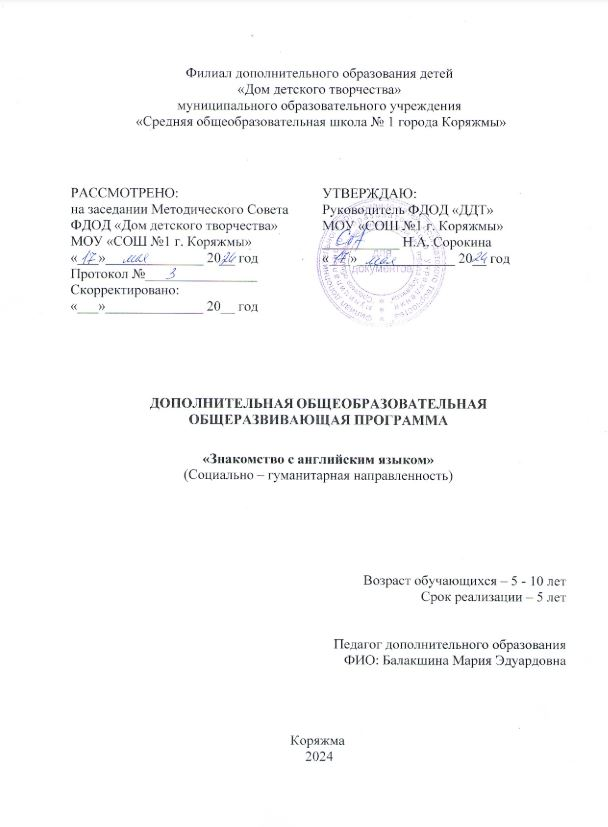 Филиал дополнительного образования детей
«Дом детского творчества»
муниципального образовательного учреждения
«Средняя общеобразовательная школа № 1 города Коряжмы»
РАССМОТРЕНО:
на заседании Методического Совета
ФДОД «Дом детского творчества»
МОУ «СОШ №1 г. Коряжмы»
«17» мая 2024 год
Протокол № 3
Скорректировано:
«___»______________ 20__ год
УТВЕРЖДАЮ:
Руководитель ФДОД «ДДТ»
МОУ «СОШ №1 г. Коряжмы»
Н.А. Сорокина
«17» мая 2024 год
для
документов
ДОПОЛНИТЕЛЬНАЯ ОБЩЕОБРАЗОВАТЕЛЬНАЯ
ОБЩЕРАЗВИВАЮЩАЯ ПРОГРАММА
«Знакомство с английским языком»
(Социально – гуманитарная направленность)
Возраст обучающихся – 5 - 10 лет
Срок реализации – 5 лет
Педагог дополнительного образования
ФИО: Балакшина Мария Эдуардовна
Коряжма
2024